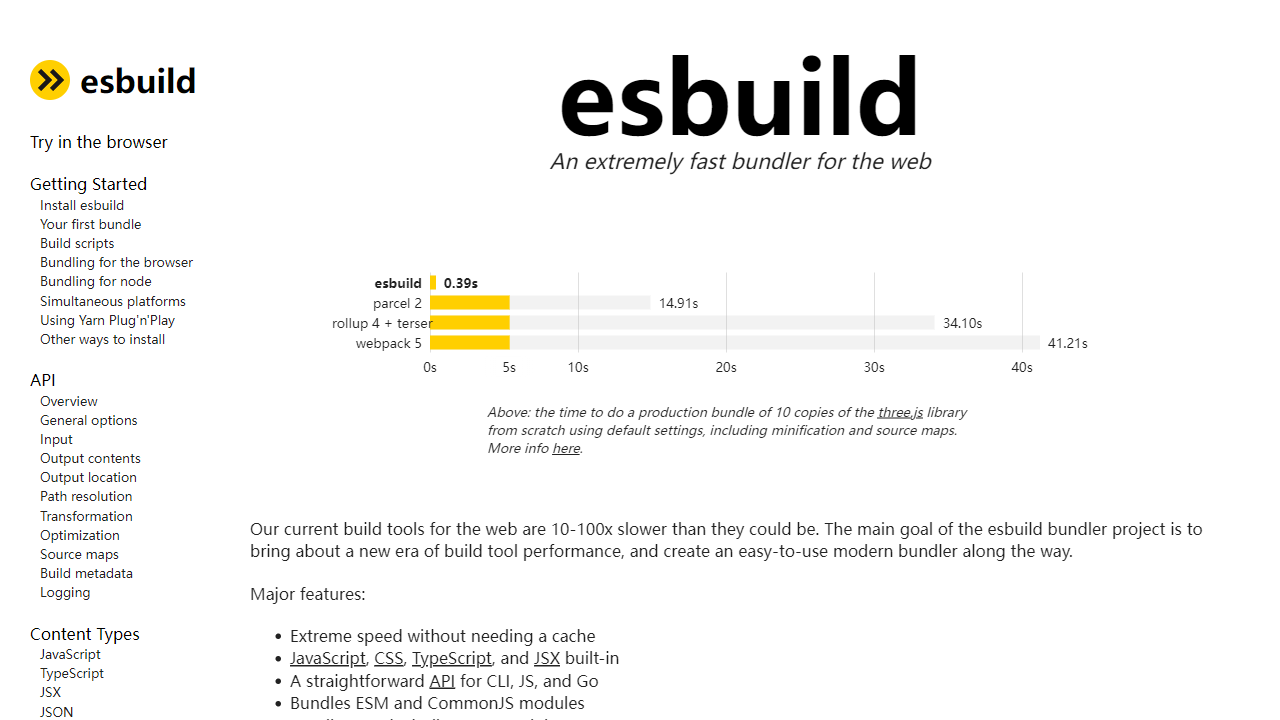 esbuild
Try in the browser
Getting Started
Install esbuild
Your first bundle
Build scripts
Bundling for the browser
Bundling for node
Simultaneous platforms
Using Yarn Plug'n'Play
Other ways to install
API
Overview
General options
Input
Output contents
Output location
Path resolution
Transformation
Optimization
Source maps
Build metadata
Logging
Content Types
JavaScript
TypeScript
JSX
JSON
esbuild
An extremely fast bundler for the web
esbuild 0.39s
parcel 2 14.91s
rollup 4 + terser 34.10s
webpack 5 41.21s
0s 5s 10s 20s 30s 40s
Above: the time to do a production bundle of 10 copies of the three.js library
from scratch using default settings, including minification and source maps.
More info here.
Our current build tools for the web are 10-100x slower than they could be. The main goal of the esbuild bundler project is to
bring about a new era of build tool performance, and create an easy-to-use modern bundler along the way.
Major features:
• Extreme speed without needing a cache
• JavaScript, CSS, TypeScript, and JSX built-in
• A straightforward API for CLI, JS, and Go
• Bundles ESM and CommonJS modules